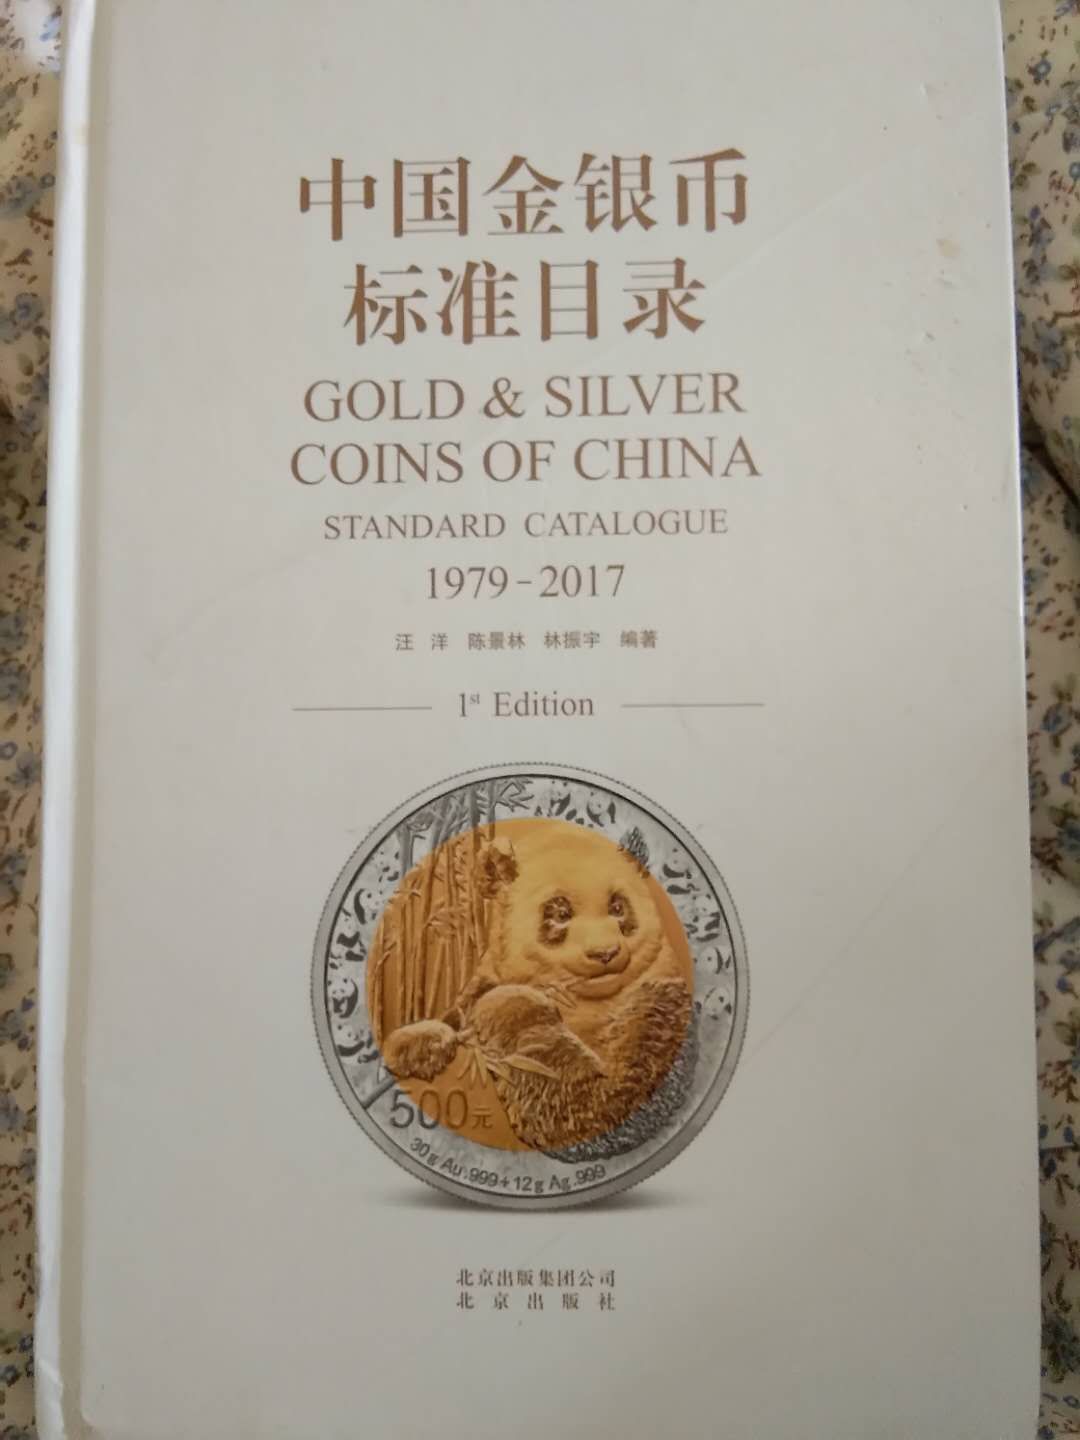 中国金银币
标准目录
GOLD & SILVER
COINS OF CHINA
STANDARD CATALOGUE
1979-2017
汪洋 陈景林 林振宇 编著
1st Edition
500元
30g Au.999+12g Ag.999
北京出版集团公司
北京出版社